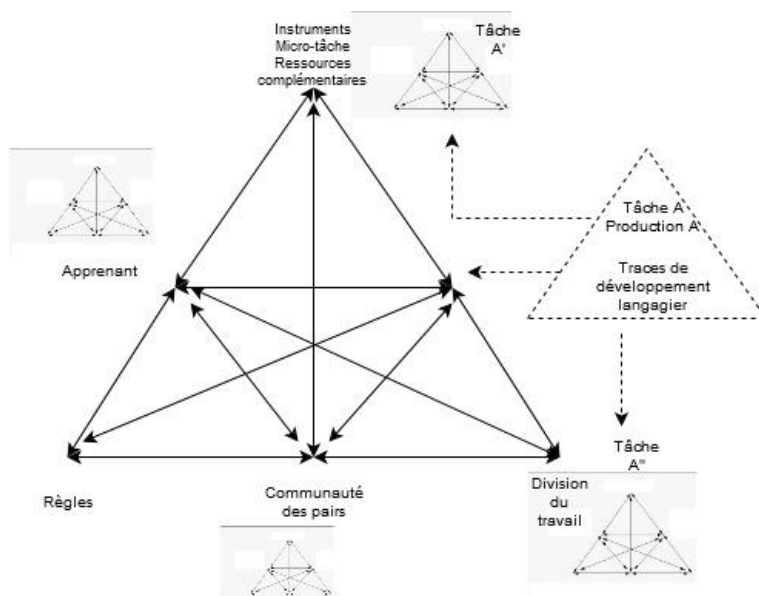 Instruments
Micro-tâche
Ressources
complémentaires
Tâche
A'
Apprenant
Tâche A
Production A
Traces de
développement
langagier
Règles
Communauté
des pairs
Tâche
A"
Division
du
travail